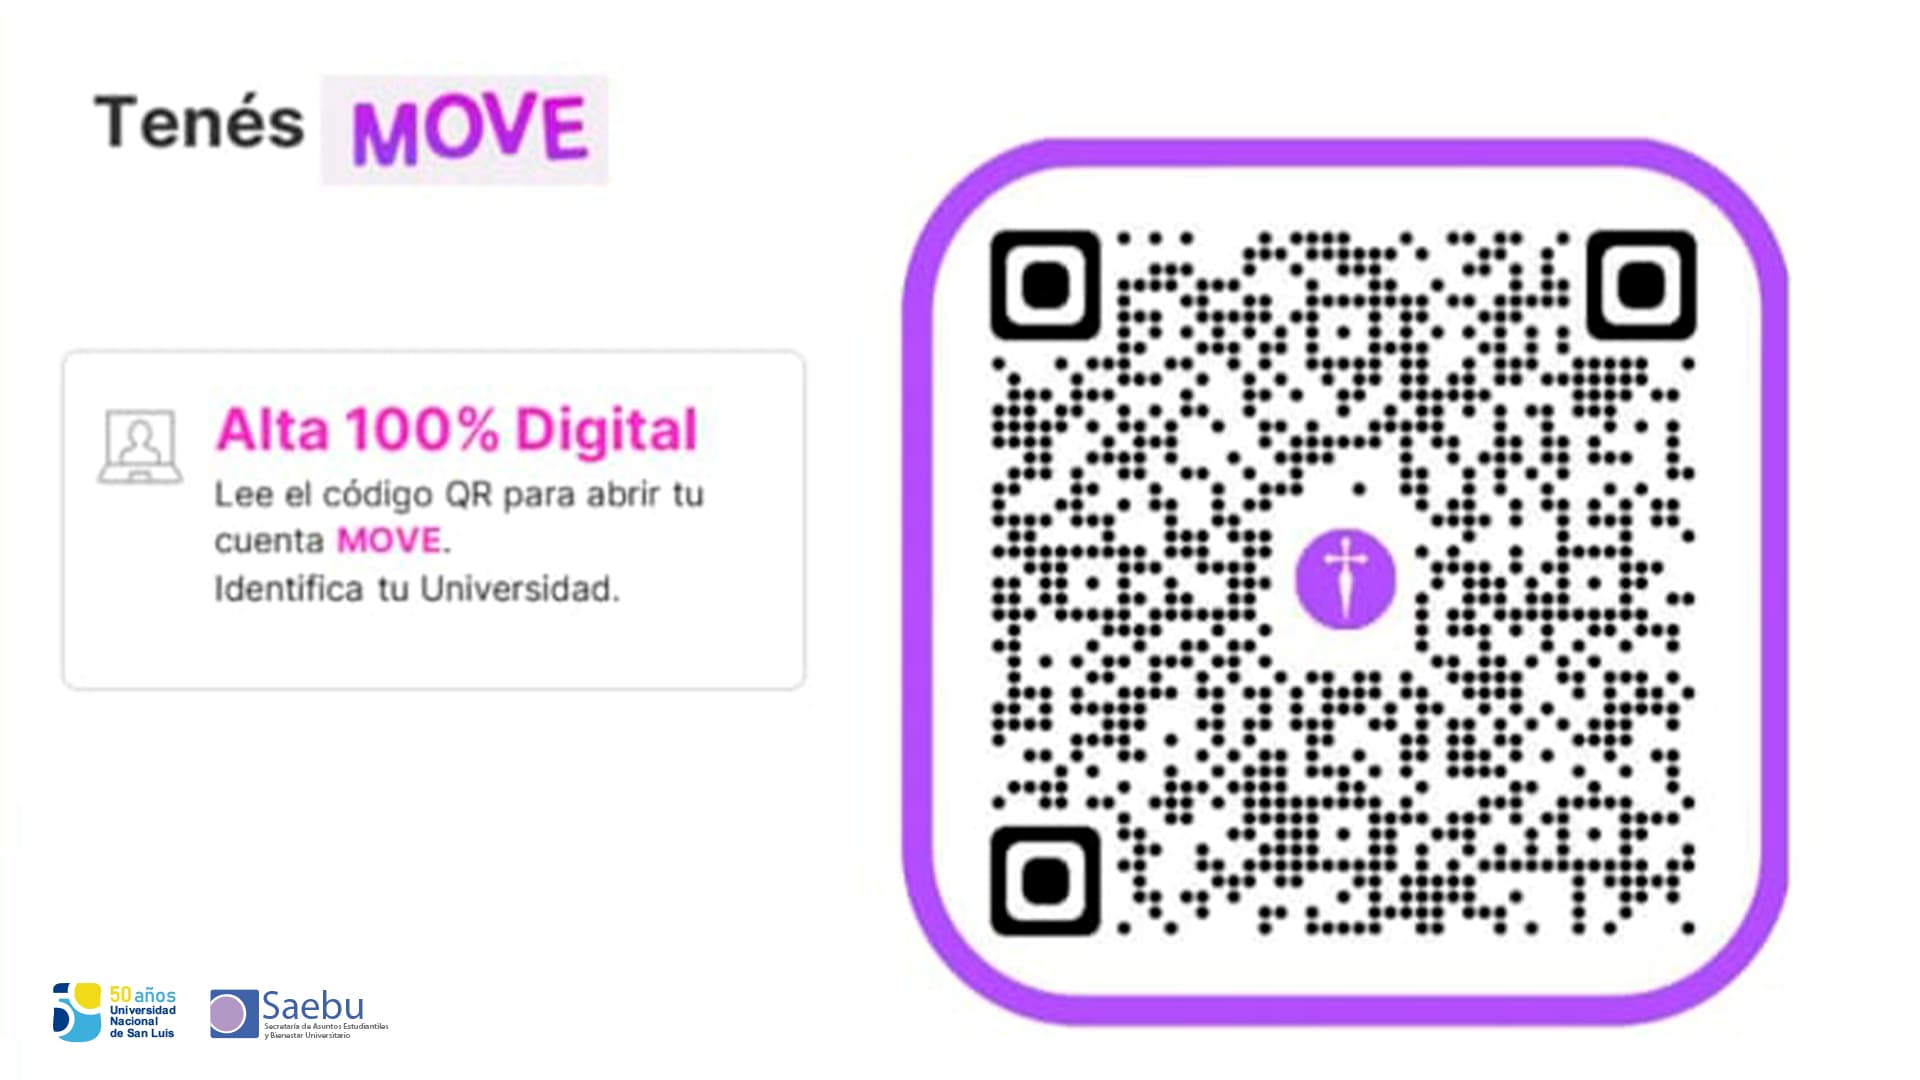 Tenés MOVE
Alta 100% Digital
Lee el código QR para abrir tu
cuenta MOVE.
Identifica tu Universidad.
50 años
Universidad
Nacional
de San Luis
Saebu
Secretaría de Asuntos Estudiantiles
y Bienestar Universitario